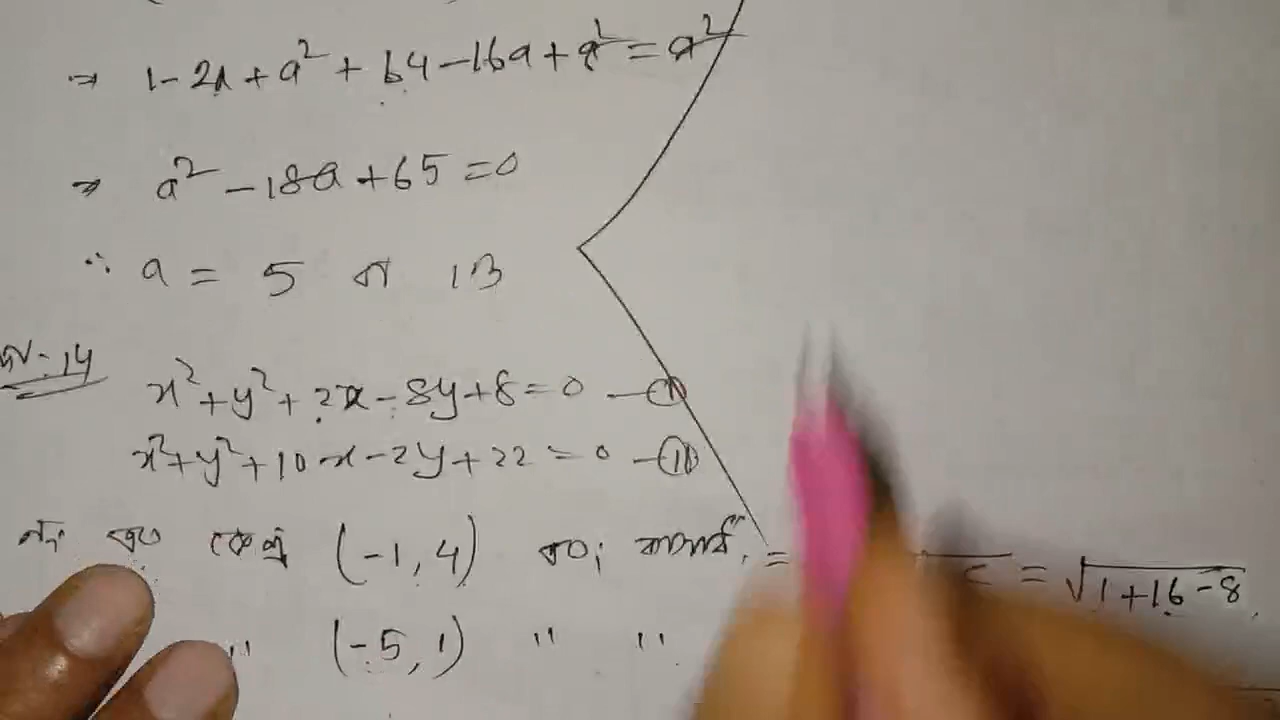 ⇒ 1-2a+a²+64-16a+a²=a²
⇒ a²-18a+65=0
∴ a = 5 বা 13
নং-14
x²+y²+2x-8y+8=0 —(i)
x²+y²+10x-2y+22=0 —(ii)
নং বৃত্ত কেন্দ্র (-1,4) এবং ব্যাসার্ধ = c = √1+16-8
" (-5,1) " "